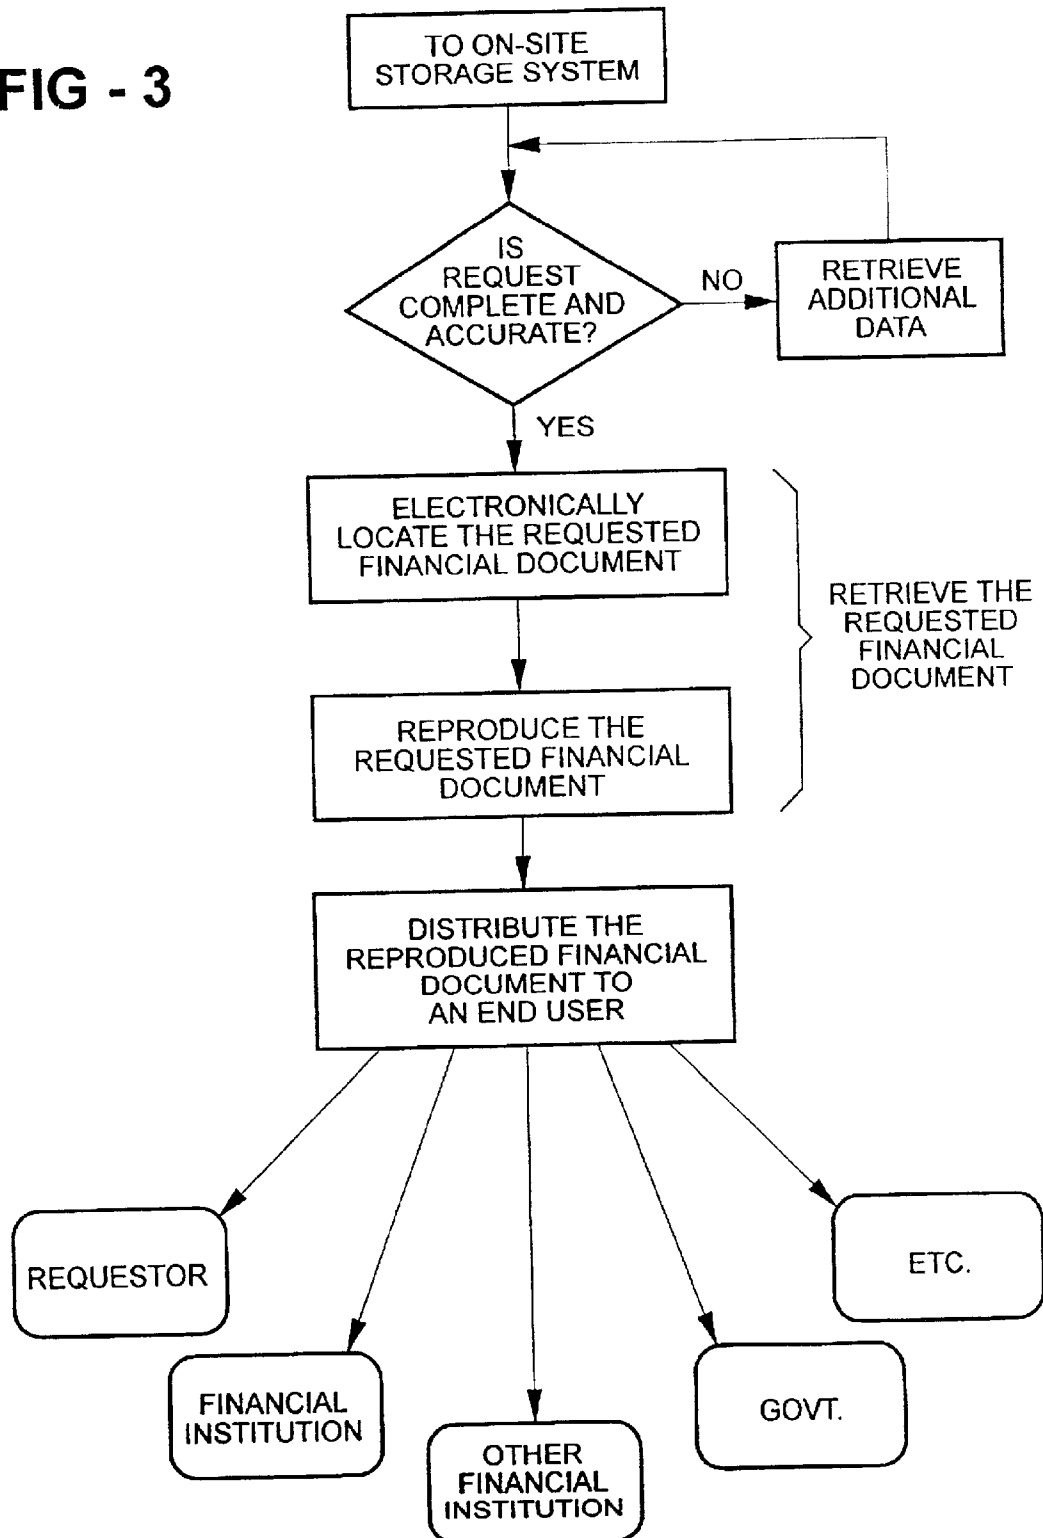 FIG - 3
TO ON-SITE
STORAGE SYSTEM
IS
REQUEST
COMPLETE AND
ACCURATE?
NO
RETRIEVE
ADDITIONAL
DATA
YES
ELECTRONICALLY
LOCATE THE REQUESTED
FINANCIAL DOCUMENT
RETRIEVE THE
REQUESTED
FINANCIAL
DOCUMENT
REPRODUCE THE
REQUESTED FINANCIAL
DOCUMENT
DISTRIBUTE THE
REPRODUCED FINANCIAL
DOCUMENT TO
AN END USER
REQUESTOR
FINANCIAL
INSTITUTION
OTHER
FINANCIAL
INSTITUTION
GOVT.
ETC.